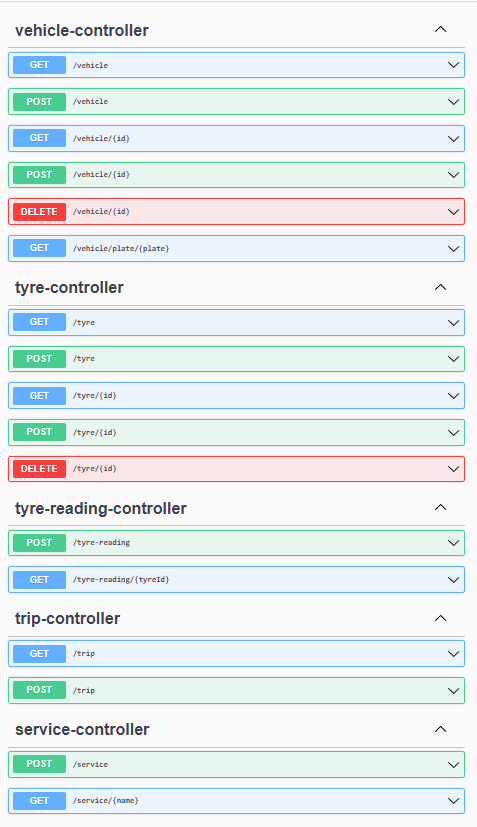 vehicle-controller
GET /vehicle
POST /vehicle
GET /vehicle/{id}
POST /vehicle/{id}
DELETE /vehicle/{id}
GET /vehicle/plate/{plate}
tyre-controller
GET /tyre
POST /tyre
GET /tyre/{id}
POST /tyre/{id}
DELETE /tyre/{id}
tyre-reading-controller
POST /tyre-reading
GET /tyre-reading/{tyreId}
trip-controller
GET /trip
POST /trip
service-controller
POST /service
GET /service/{name}